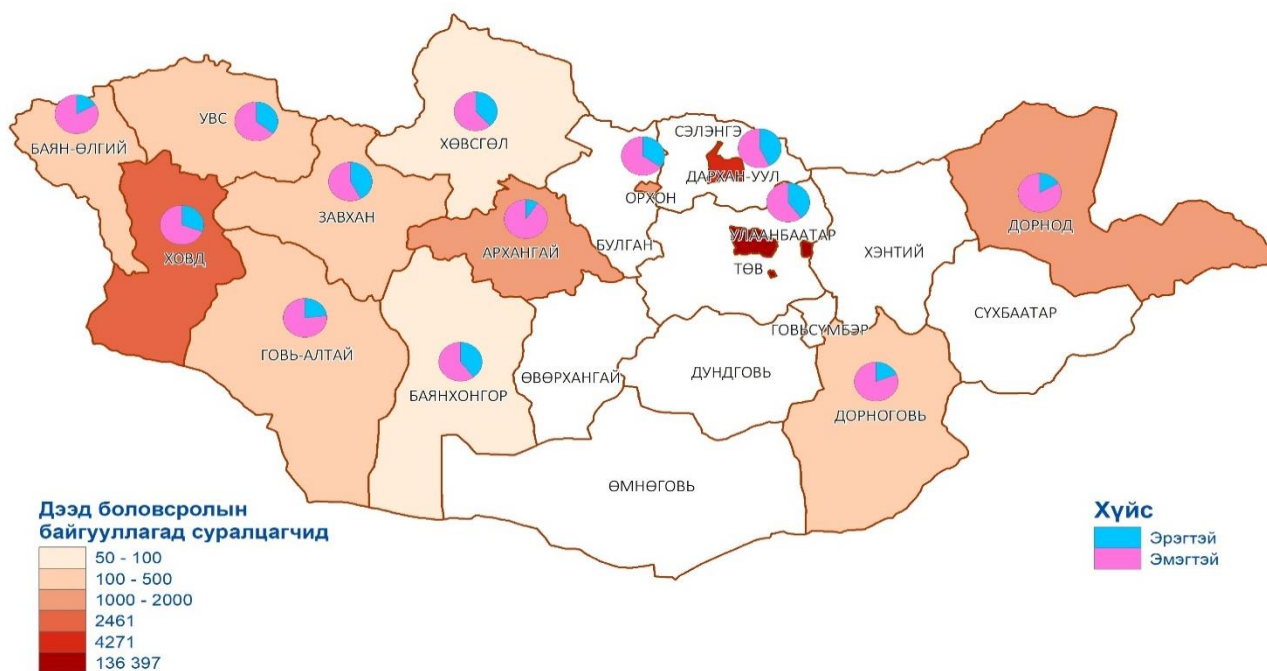 ХӨВСГӨЛ
УВС
БАЯН-ӨЛГИЙ
СЭЛЭНГЭ
ДАРХАН-УУЛ
ОРХОН
ЗАВХАН
ДОРНОД
УЛААНБААТАР
БУЛГАН
АРХАНГАЙ
ХЭНТИЙ
ХОВД
ТӨВ
СҮХБААТАР
ГОВЬСҮМБЭР
ГОВЬ-АЛТАЙ
ДУНДГОВЬ
ӨВӨРХАНГАЙ
БАЯНХОНГОР
ДОРНОГОВЬ
ӨМНӨГОВЬ
Дээд боловсролын
байгууллагад суралцагчид
50 - 100
100 - 500
1000 - 2000
2461
4271
136 397
Хүйс
Эрэгтэй
Эмэгтэй